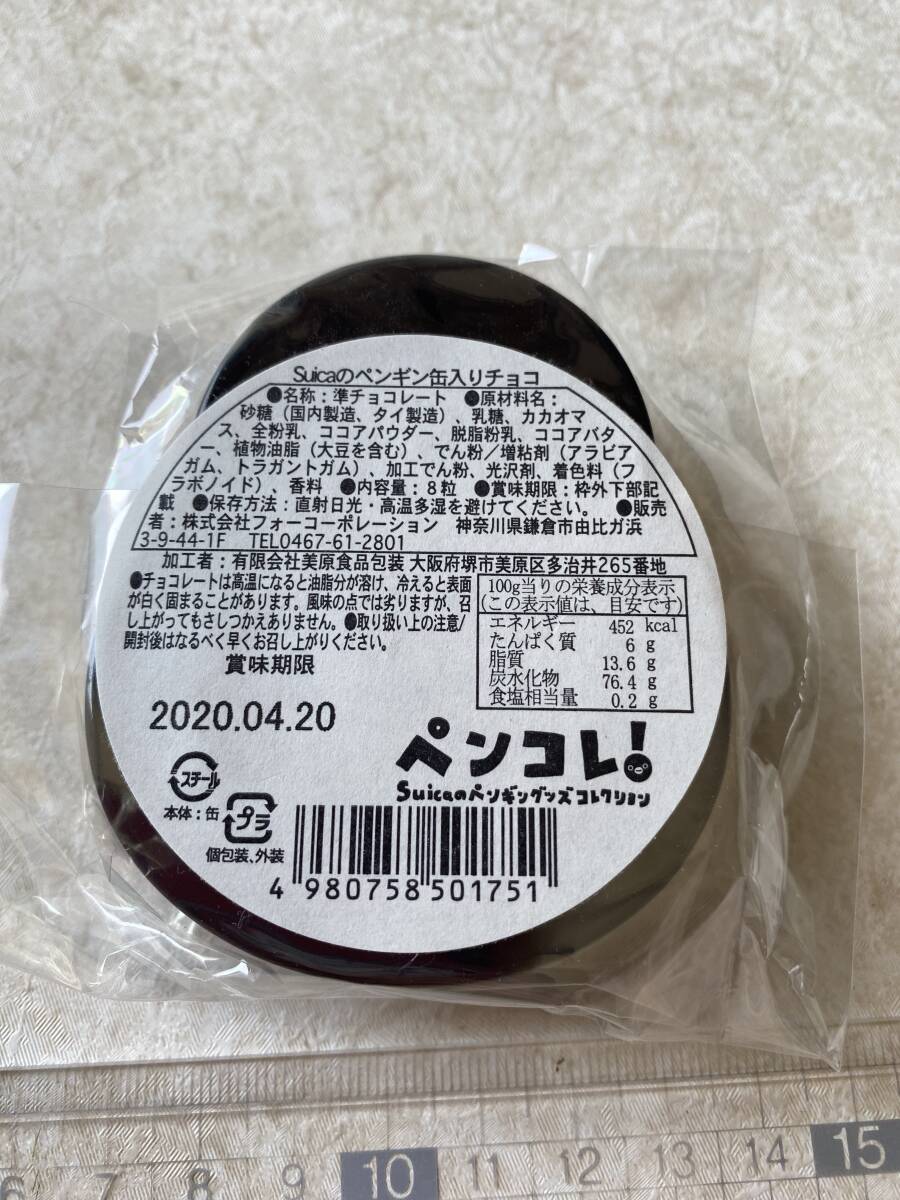 Suicaのペンギン缶入りチョコ
●名称：準チョコレート ●原材料名：
砂糖（国内製造、タイ製造）、乳糖、カカオマ
ス、全粉乳、ココアパウダー、脱脂粉乳、ココアバタ
ー、植物油脂（大豆を含む）、でん粉／増粘剤（アラビア
ガム、トラガントガム）、加工でん粉、光沢剤、着色料（フ
ラボノイド）、香料 ●内容量：8粒 ●賞味期限：枠外下部記
載 ●保存方法：直射日光・高温多湿を避けてください。 ●販売
者：株式会社フォーコーポレーション 神奈川県鎌倉市由比ガ浜
3-9-44-1F TEL0467-61-2801
加工者：有限会社美原食品包装 大阪府堺市美原区多治井265番地
●チョコレートは高温になると油脂分が溶け、冷えると表面
が白く固まることがあります。風味の点では劣りますが、召
し上がってもさしつかえありません。●取り扱い上の注意/
開封後はなるべく早くお召し上がりください。
100g当りの栄養成分表示
（この表示値は、目安です）
エネルギー 452 kcal
たんぱく質 6 g
脂質 13.6 g
炭水化物 76.4 g
食塩相当量 0.2 g
賞味期限
2020.04.20
ペンコレ!
Suicaのペンギングッズコレクション
スチール
本体：缶
プラ
個包装、外装
4 980758 501751
6 7 8 9 10 11 12 13 14 15